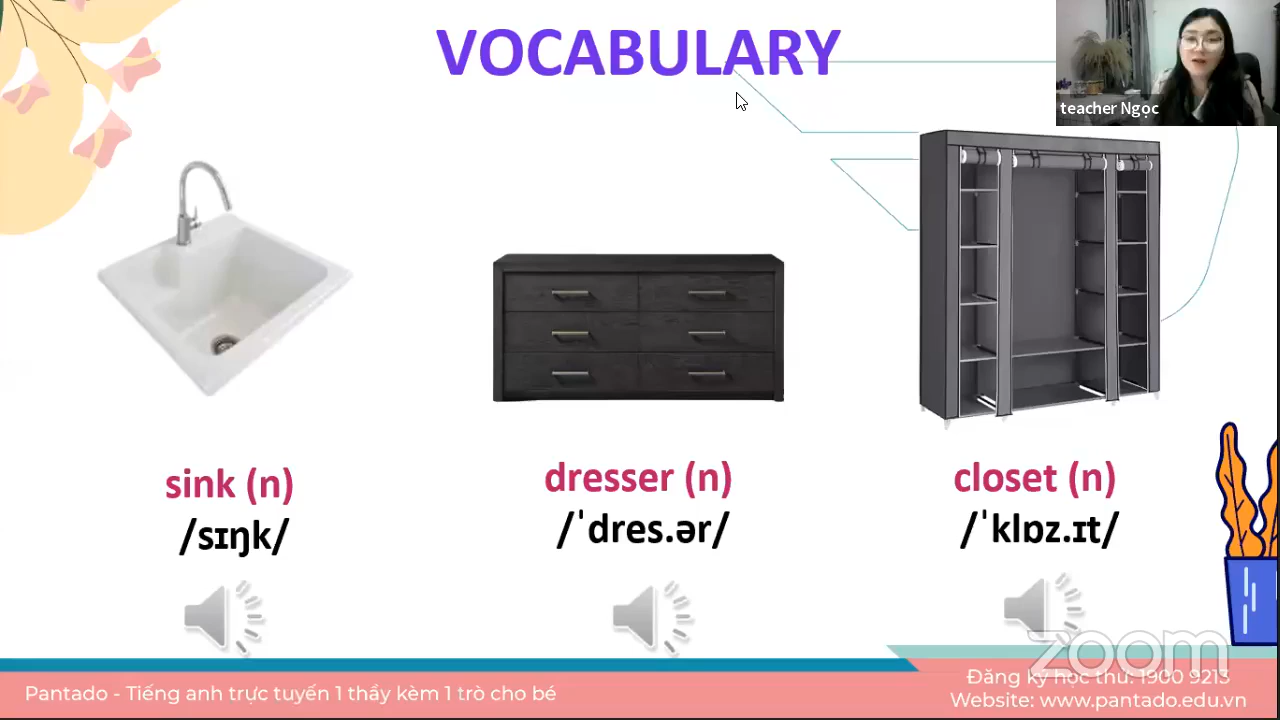 VOCABULARY
teacher Ngọc
sink (n)
/sɪŋk/
dresser (n)
/ˈdres.ər/
closet (n)
/ˈklɒz.ɪt/
zoom
Pantado - Tiếng anh trực tuyến 1 thầy kèm 1 trò cho bé
Đăng ký học thử: 1900 9213
Website: www.pantado.edu.vn